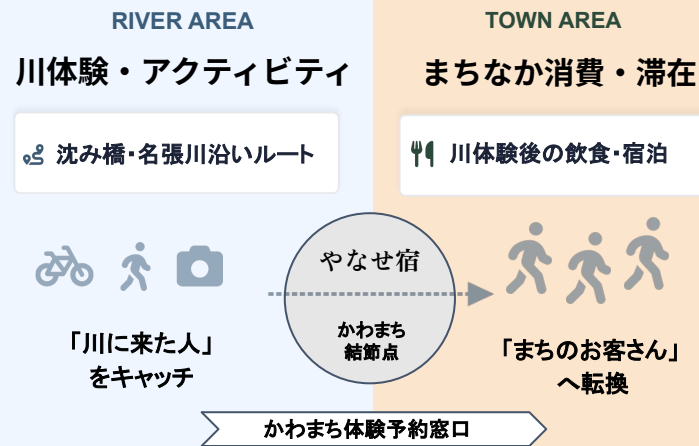 RIVER AREA
川体験・アクティビティ
沈み橋・名張川沿いルート
「川に来た人」
をキャッチ
やなせ宿
かわまち
結節点
TOWN AREA
まちなか消費・滞在
川体験後の飲食・宿泊
「まちのお客さん」
へ転換
かわまち体験予約窓口